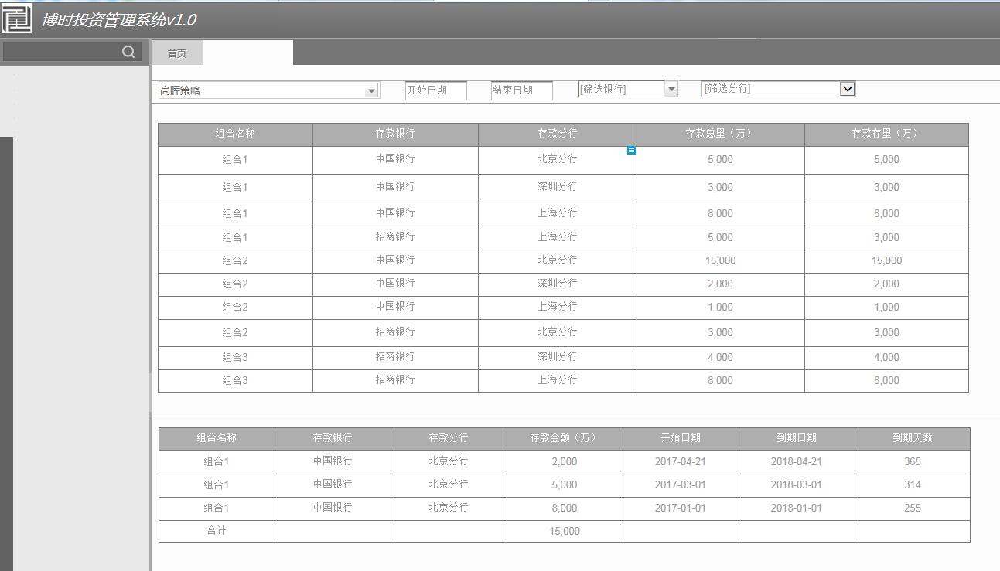 博时投资管理系统v1.0
首页
高晖策略 开始日期 结束日期 [筛选银行] [筛选分行]
组合名称 存款银行 存款分行 存款总量（万） 存款存量（万）
组合1 中国银行 北京分行 5,000 5,000
组合1 中国银行 深圳分行 3,000 3,000
组合1 中国银行 上海分行 8,000 8,000
组合1 招商银行 上海分行 5,000 3,000
组合2 中国银行 北京分行 15,000 15,000
组合2 中国银行 深圳分行 2,000 2,000
组合2 中国银行 上海分行 1,000 1,000
组合2 招商银行 北京分行 3,000 3,000
组合3 招商银行 深圳分行 4,000 4,000
组合3 招商银行 上海分行 8,000 8,000
组合名称 存款银行 存款分行 存款金额（万） 开始日期 到期日期 到期天数
组合1 中国银行 北京分行 2,000 2017-04-21 2018-04-21 365
组合1 中国银行 北京分行 5,000 2017-03-01 2018-03-01 314
组合1 中国银行 北京分行 8,000 2017-01-01 2018-01-01 255
合计 15,000